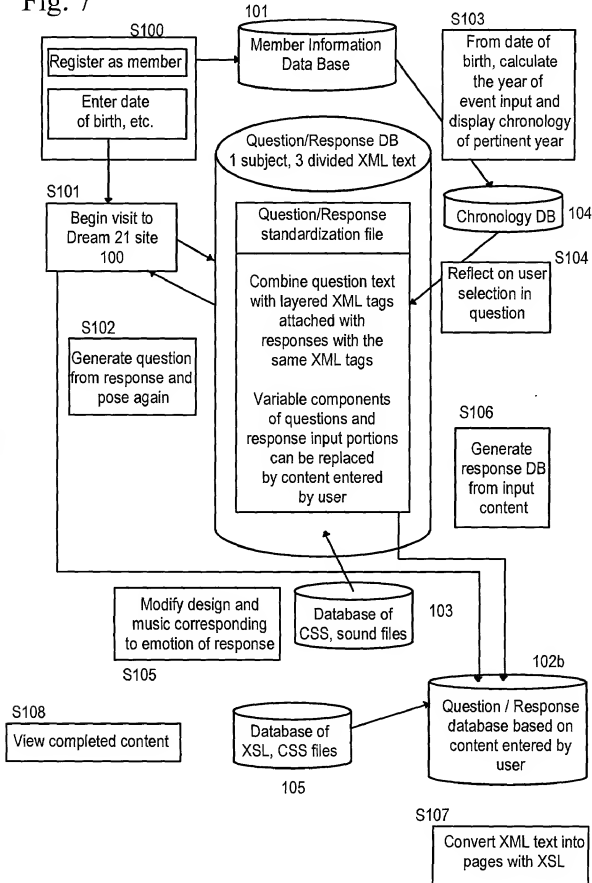 Fig. 7
S100
Register as member
Enter date
of birth, etc.
101
Member Information
Data Base
S103
From date of
birth, calculate
the year of
event input and
display chronology
of pertinent year
Question/Response DB
1 subject, 3 divided XML text
S101
Begin visit to
Dream 21 site
100
Question/Response
standardization file
Chronology DB
104
Combine question text
with layered XML tags
attached with
responses with the
same XML tags
Variable components
of questions and
response input portions
can be replaced
by content entered
by user
S104
Reflect on user
selection in
question
S102
Generate question
from response and
pose again
S106
Generate
response DB
from input
content
Modify design and
music corresponding
to emotion of response
S105
Database of
CSS, sound files
103
102b
Question / Response
database based on
content entered by
user
S108
View completed content
Database of
XSL, CSS files
105
S107
Convert XML text into
pages with XSL